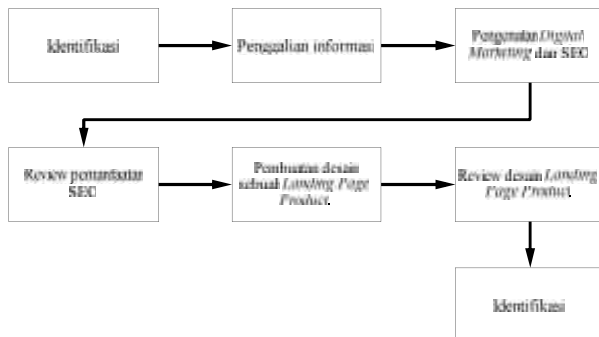 Identifikasi
Penggalian informasi
Pengenalan Digital
Marketing dan SEO
Review pemanfaatan
SEO
Pembuatan desain
sebuah Landing Page
Product.
Review desain Landing
Page Product.
Identifikasi